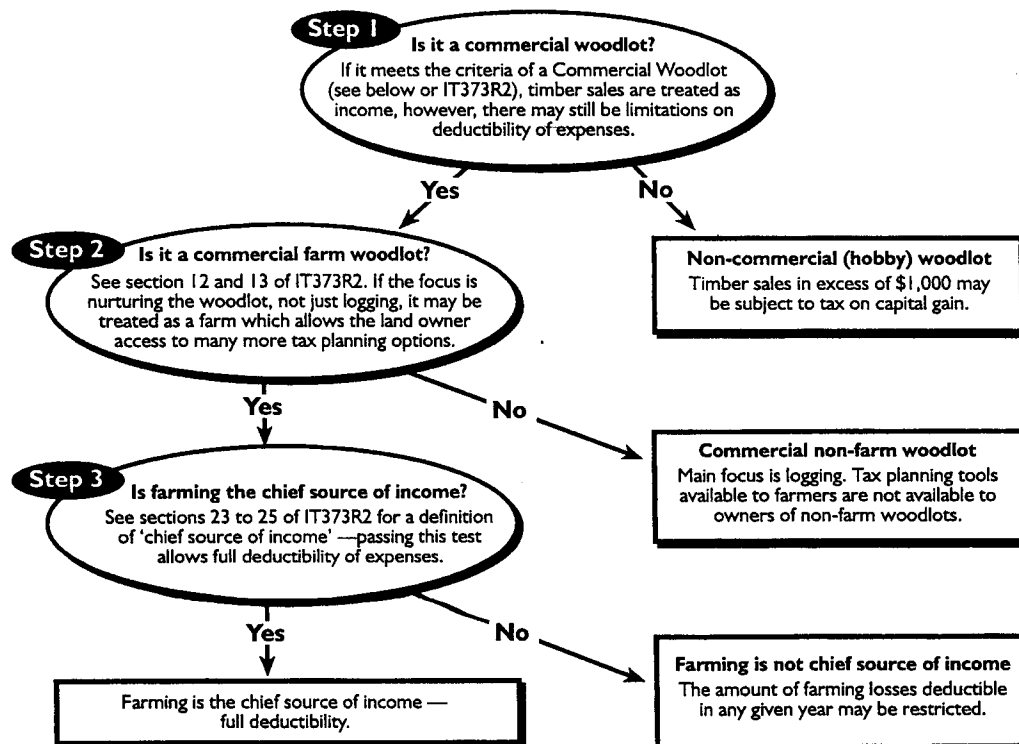 Step 1
Is it a commercial woodlot?
If it meets the criteria of a Commercial Woodlot
(see below or IT373R2), timber sales are treated as
income, however, there may still be limitations on
deductibility of expenses.
Yes
No
Step 2
Is it a commercial farm woodlot?
See section 12 and 13 of IT373R2. If the focus is
nurturing the woodlot, not just logging, it may be
treated as a farm which allows the land owner
access to many more tax planning options.
Non-commercial (hobby) woodlot
Timber sales in excess of $1,000 may
be subject to tax on capital gain.
Yes
No
Step 3
Is farming the chief source of income?
See sections 23 to 25 of IT373R2 for a definition
of 'chief source of income' —passing this test
allows full deductibility of expenses.
Commercial non-farm woodlot
Main focus is logging. Tax planning tools
available to farmers are not available to
owners of non-farm woodlots.
Yes
No
Farming is the chief source of income —
full deductibility.
Farming is not chief source of income
The amount of farming losses deductible
in any given year may be restricted.